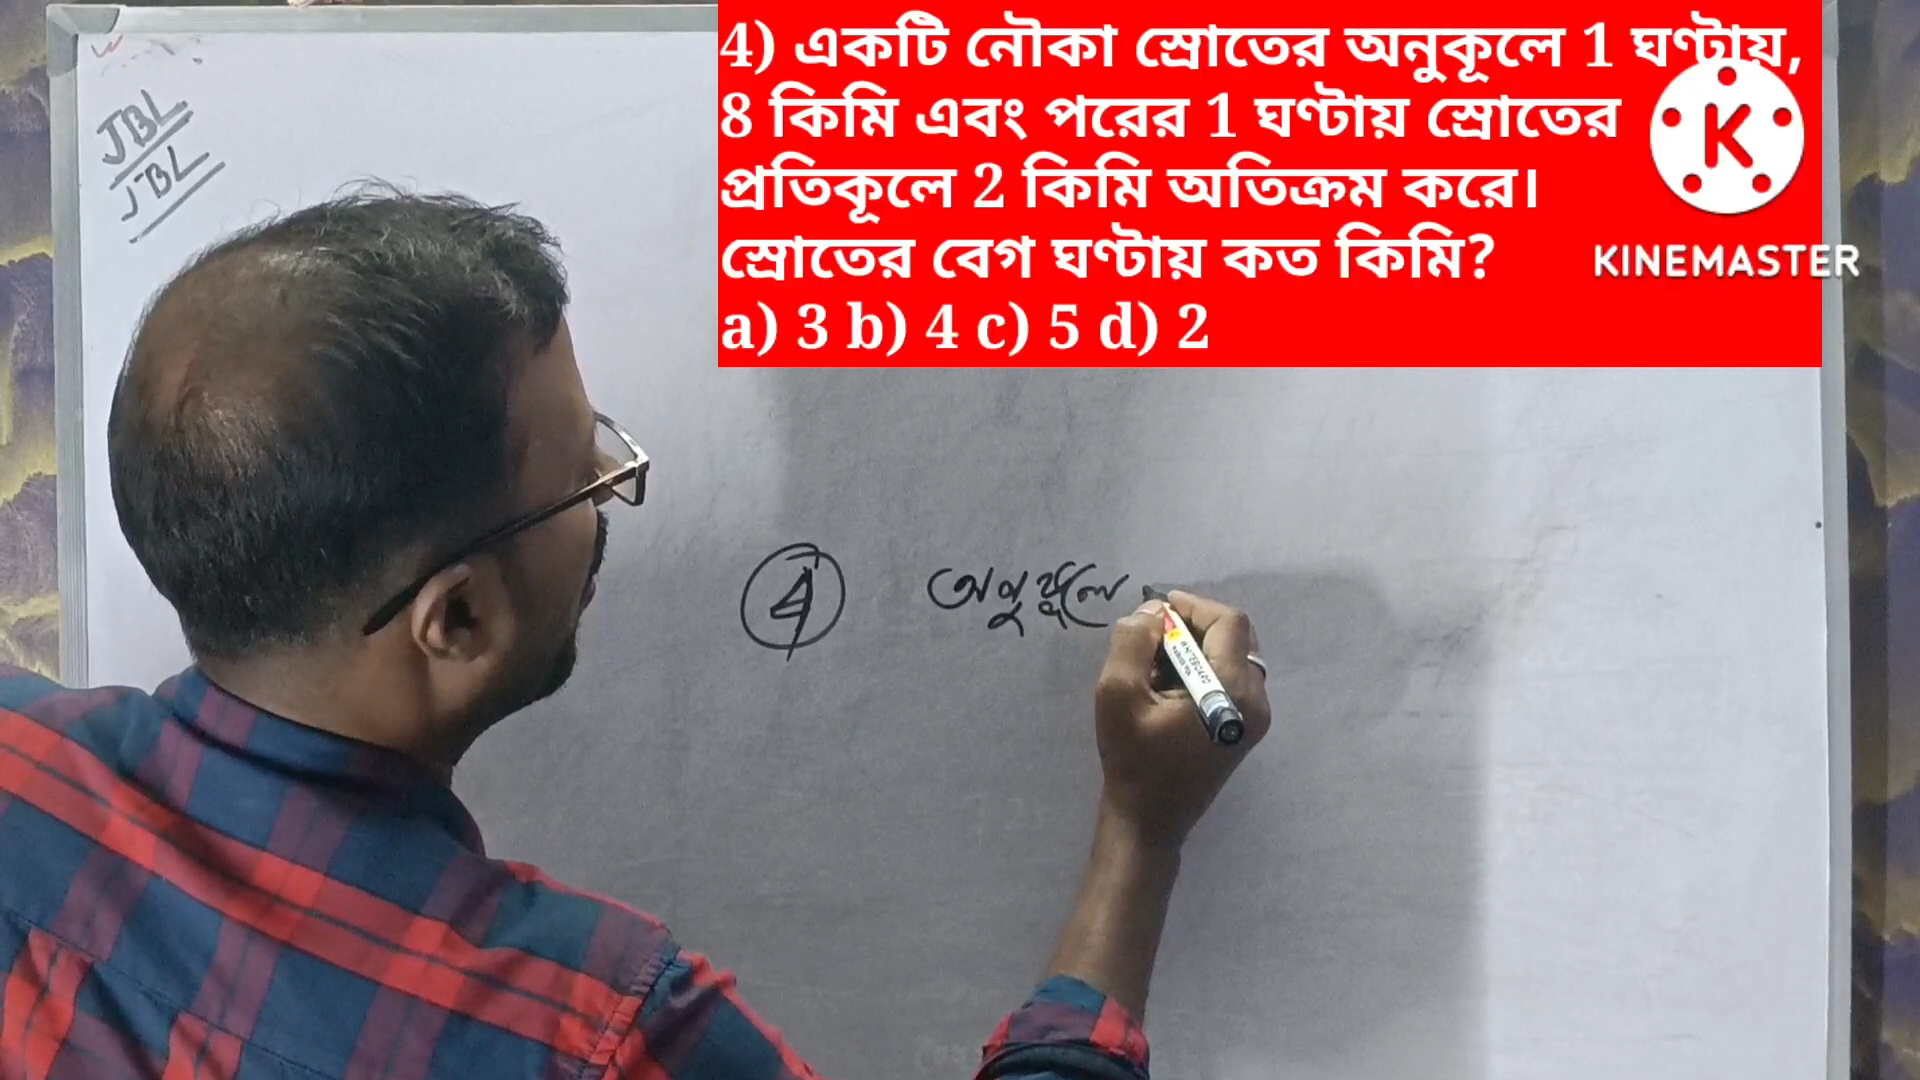 4) একটি নৌকা স্রোতের অনুকূলে 1 ঘণ্টায়,
8 কিমি এবং পরের 1 ঘণ্টায় স্রোতের
প্রতিকূলে 2 কিমি অতিক্রম করে।
স্রোতের বেগ ঘণ্টায় কত কিমি?
a) 3 b) 4 c) 5 d) 2
K
KINEMASTER
JBL
JBL
4 অনুকূলে
WHITEBOARD